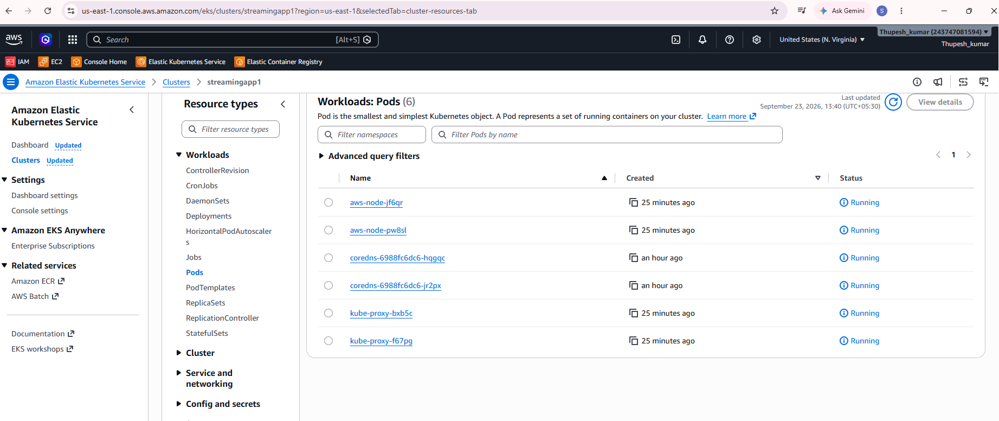 us-east-1.console.aws.amazon.com/eks/clusters/streamingapp1?region=us-east-1&selectedTab=cluster-resources-tab
Ask Gemini
S
aws
Search
[Alt+S]
United States (N. Virginia)
Thupesh_kumar (243747081594)
Thupesh_kumar
IAM
EC2
Console Home
Elastic Kubernetes Service
Elastic Container Registry
Amazon Elastic Kubernetes Service
Clusters
streamingapp1
Amazon Elastic
Kubernetes Service
Dashboard Updated
Clusters Updated
Settings
Dashboard settings
Console settings
Amazon EKS Anywhere
Enterprise Subscriptions
Related services
Amazon ECR
AWS Batch
Documentation
EKS workshops
Resource types
Filter resource types
Workloads
ControllerRevision
CronJobs
DaemonSets
Deployments
HorizontalPodAutoscaler
s
Jobs
Pods
PodTemplates
ReplicaSets
ReplicationController
StatefulSets
Cluster
Service and
networking
Config and secrets
Workloads: Pods (6)
Last updated
September 23, 2026, 13:40 (UTC+05:30)
View details
Pod is the smallest and simplest Kubernetes object. A Pod represents a set of running containers on your cluster. Learn more
Filter namespaces
Filter Pods by name
Advanced query filters
1
Name Created Status
aws-node-jf6qr 25 minutes ago Running
aws-node-pw8sl 25 minutes ago Running
coredns-6988fc6dc6-hqgqc an hour ago Running
coredns-6988fc6dc6-jr2px an hour ago Running
kube-proxy-bxb5c 25 minutes ago Running
kube-proxy-f67pg 25 minutes ago Running